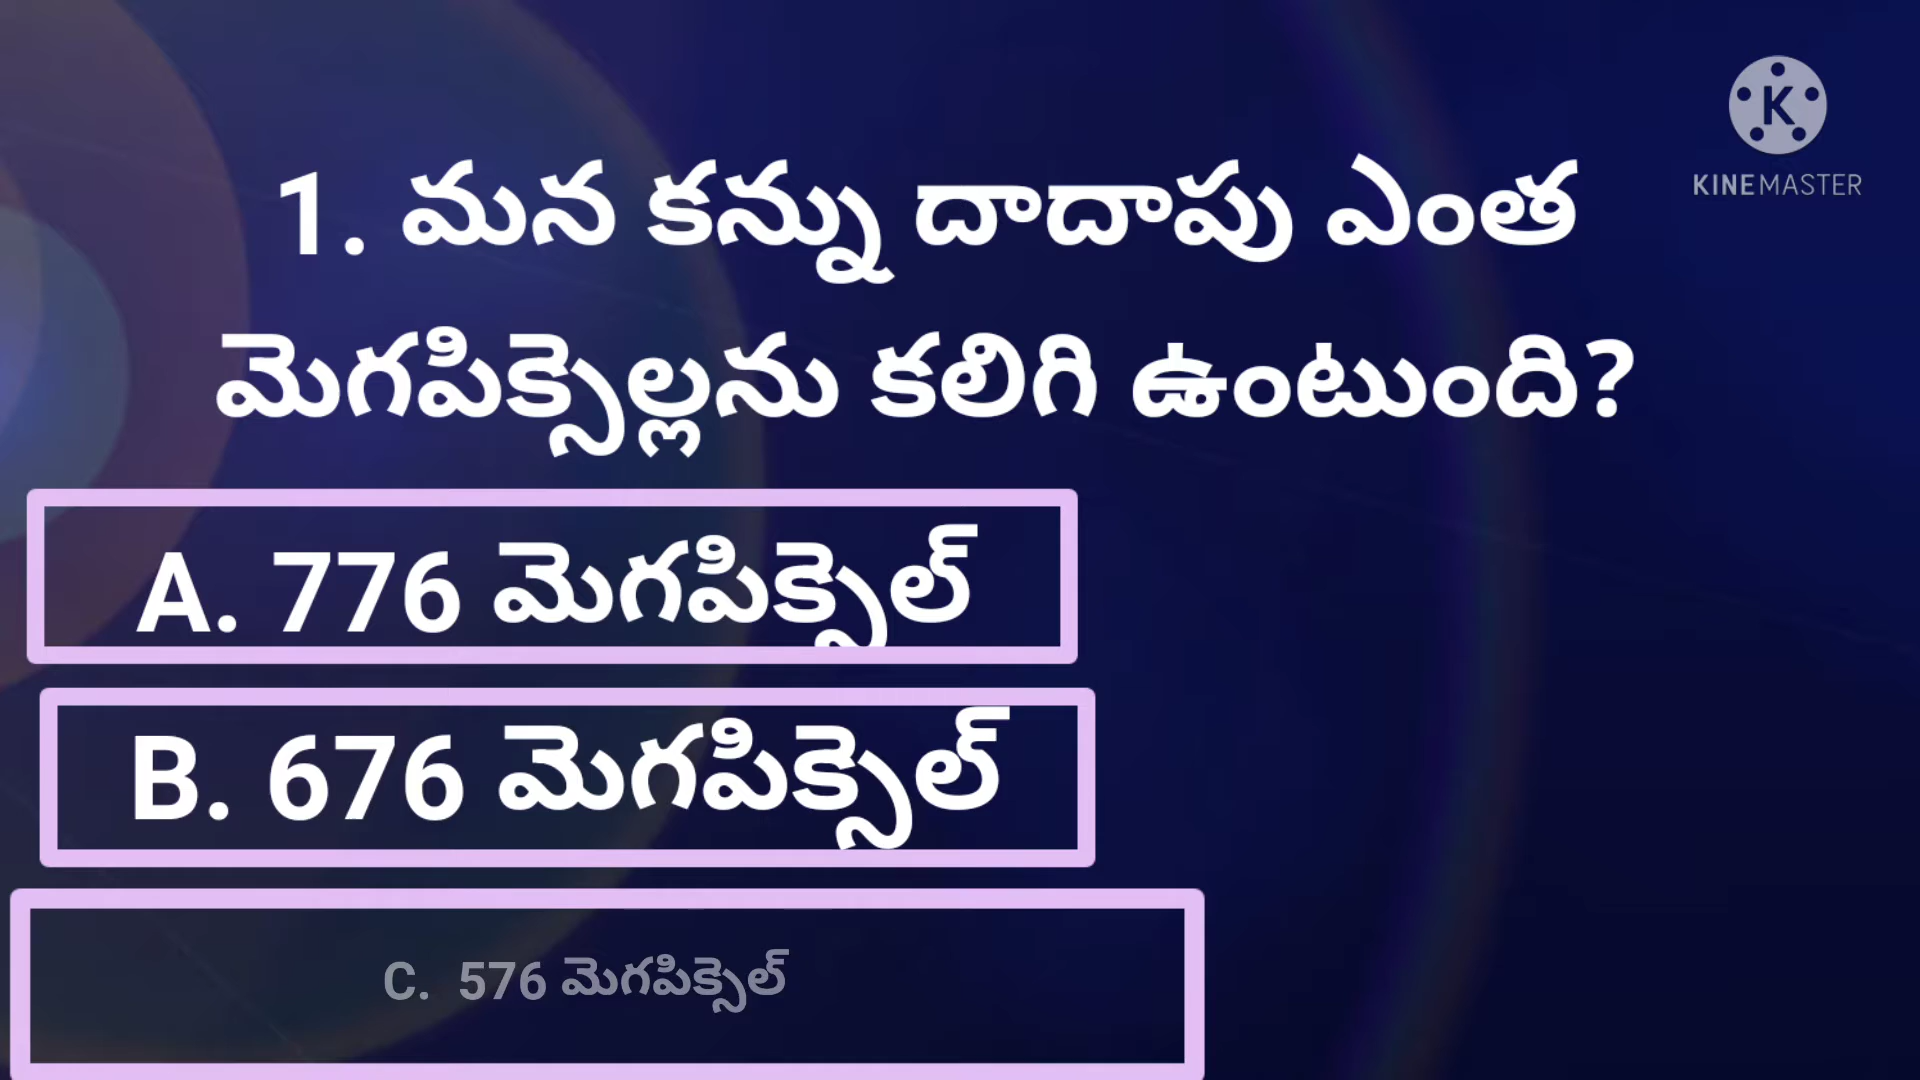 1. మన కన్ను దాదాపు ఎంత
మెగపిక్సెల్లను కలిగి ఉంటుంది?
A. 776 మెగపిక్సెల్
B. 676 మెగపిక్సెల్
C. 576 మెగపిక్సెల్
K
KINEMASTER